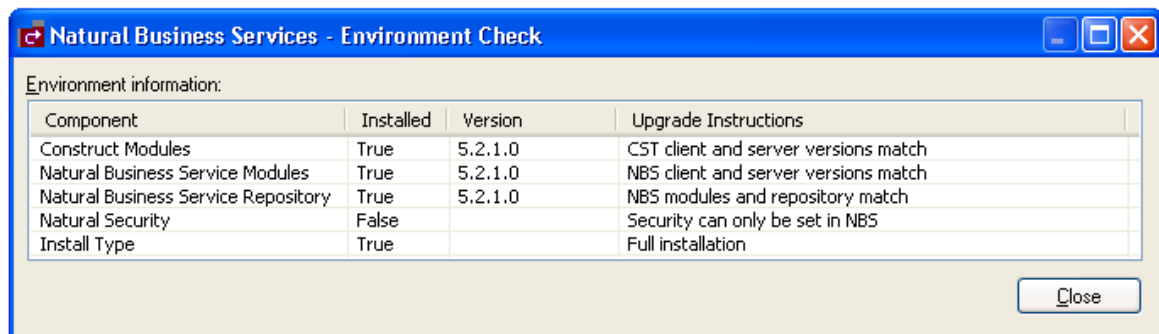 Natural Business Services - Environment Check
Environment information:
Component Installed Version Upgrade Instructions
Construct Modules True 5.2.1.0 CST client and server versions match
Natural Business Service Modules True 5.2.1.0 NBS client and server versions match
Natural Business Service Repository True 5.2.1.0 NBS modules and repository match
Natural Security False Security can only be set in NBS
Install Type True Full installation
Close